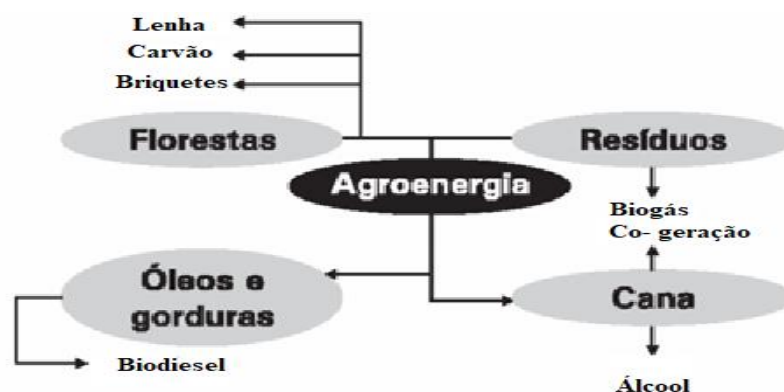 Lenha
Carvão
Briquetes
Florestas
Resíduos
Agroenergia
Biogás
Co- geração
Óleos e
gorduras
Cana
Biodiesel
Álcool